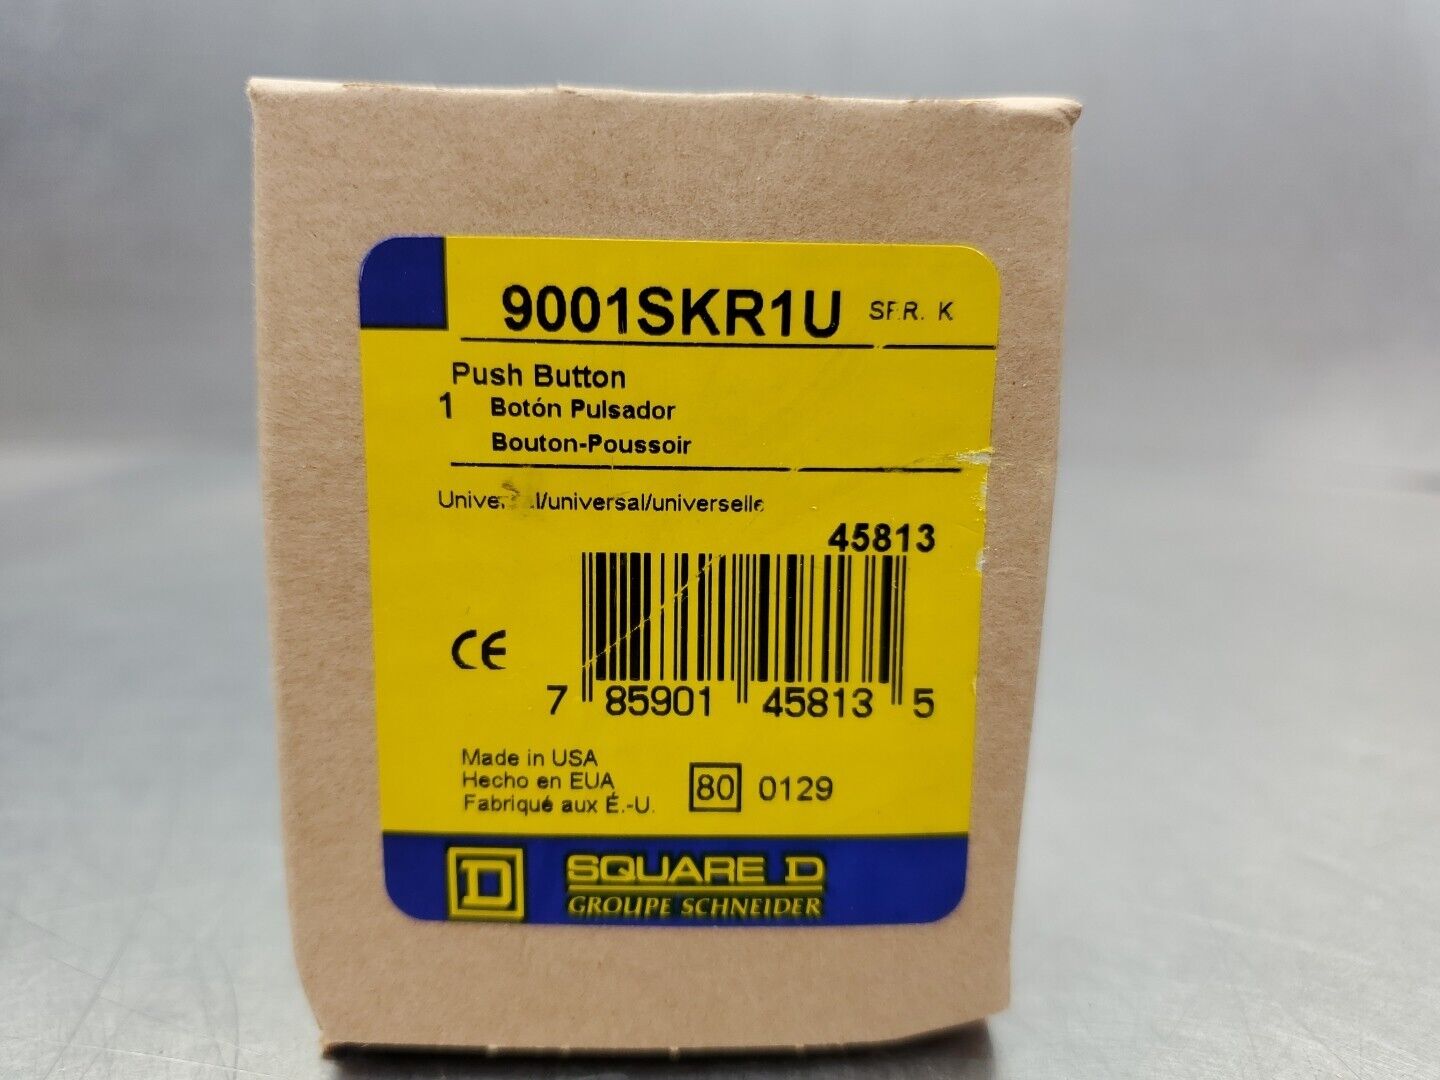 9001SKR1U SER. K
Push Button
1 Botón Pulsador
Bouton-Poussoir
/universal/universelle
45813
CE
7 85901 45813 5
Made in USA
Hecho en EUA
Fabriqué aux É.-U.
80 0129
D SQUARE D
GROUPE SCHNEIDER